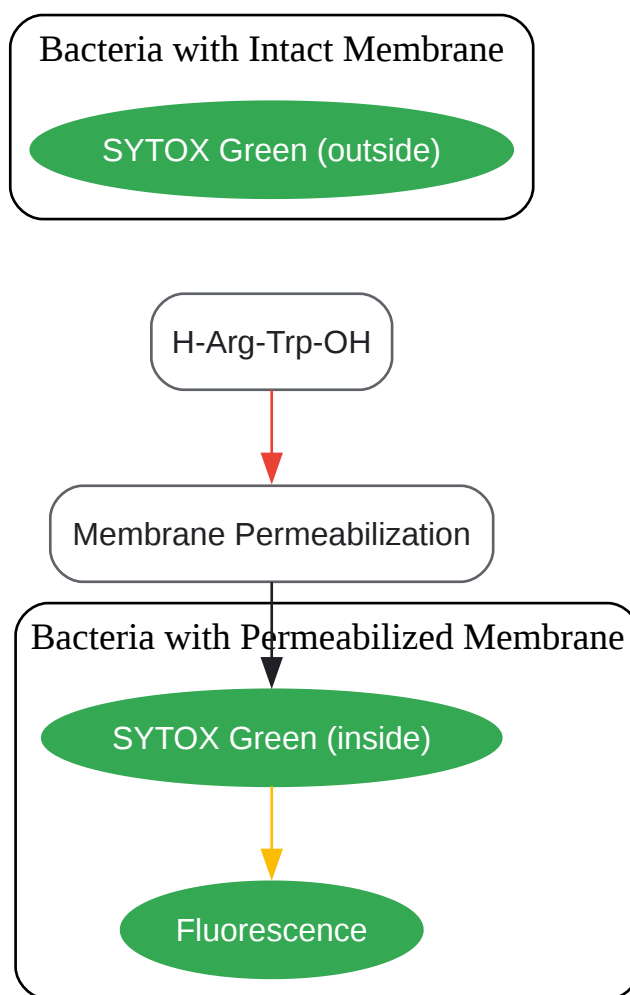 Bacteria with Intact Membrane
SYTOX Green (outside)
H-Arg-Trp-OH
Membrane Permeabilization
Bacteria with Permeabilized Membrane
SYTOX Green (inside)
Fluorescence